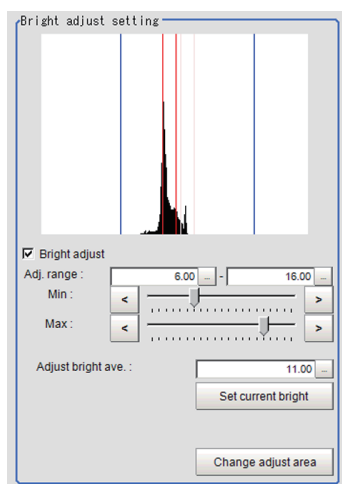 Bright adjust setting
Bright adjust
Adj. range : 6.00 ... - 16.00 ...
Min : < >
Max : < >
Adjust bright ave. : 11.00 ...
Set current bright
Change adjust area